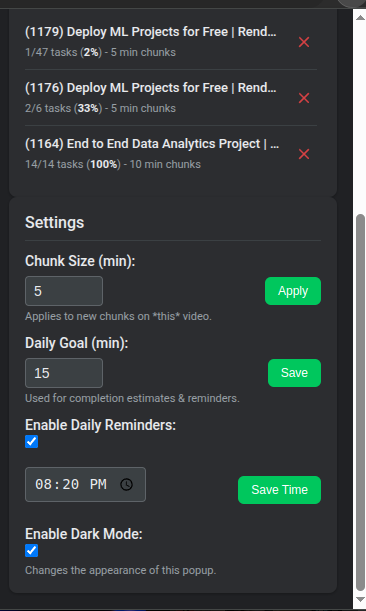 (1179) Deploy ML Projects for Free | Rend...
1/47 tasks (2%) - 5 min chunks
(1176) Deploy ML Projects for Free | Rend...
2/6 tasks (33%) - 5 min chunks
(1164) End to End Data Analytics Project | ...
14/14 tasks (100%) - 10 min chunks
Settings
Chunk Size (min):
5
Apply
Applies to new chunks on *this* video.
Daily Goal (min):
15
Save
Used for completion estimates & reminders.
Enable Daily Reminders:
08:20 PM
Save Time
Enable Dark Mode:
Changes the appearance of this popup.